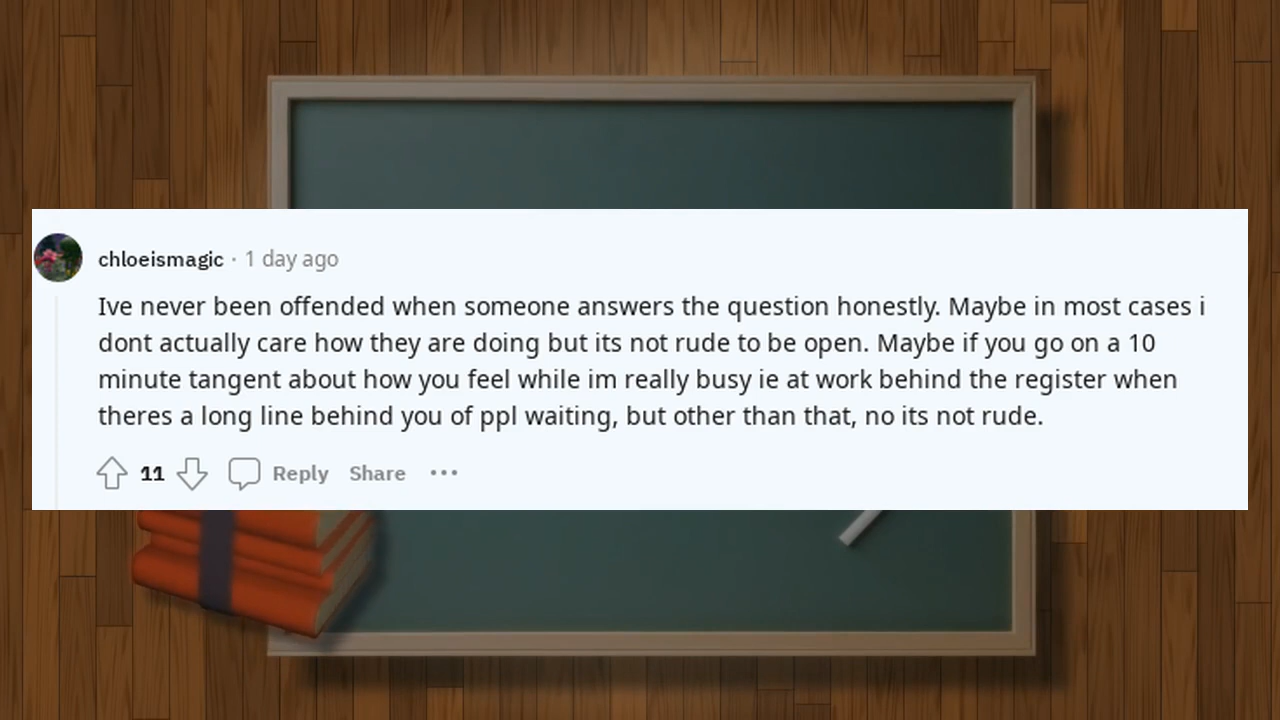 chloeismagic · 1 day ago
Ive never been offended when someone answers the question honestly. Maybe in most cases i
dont actually care how they are doing but its not rude to be open. Maybe if you go on a 10
minute tangent about how you feel while im really busy ie at work behind the register when
theres a long line behind you of ppl waiting, but other than that, no its not rude.
11 Reply Share •••